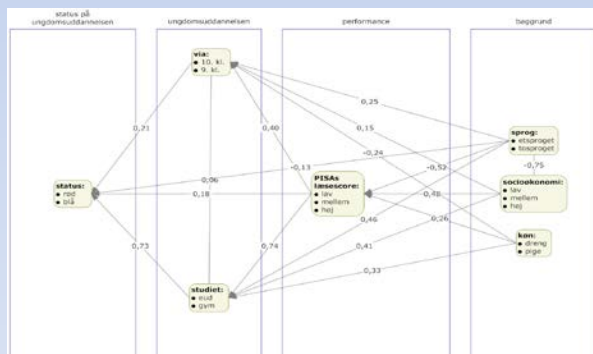 status på
ungdomsuddannelsen
ungdomsuddannelsen
performance
baggrund
via:
10. kl.
9. kl.
0,25
0,71
0,40
0,15
sprog:
etsproget
tosproget
-0,24
-0,13
-0,52
-0,75
0,06
PISAs
læsescore:
lav
mellem
høj
socioøkonomi:
lav
mellem
høj
status:
rød
blå
0,18
0,46
0,26
køn:
dreng
pige
0,73
0,74
0,41
0,33
studiet:
eud
gym